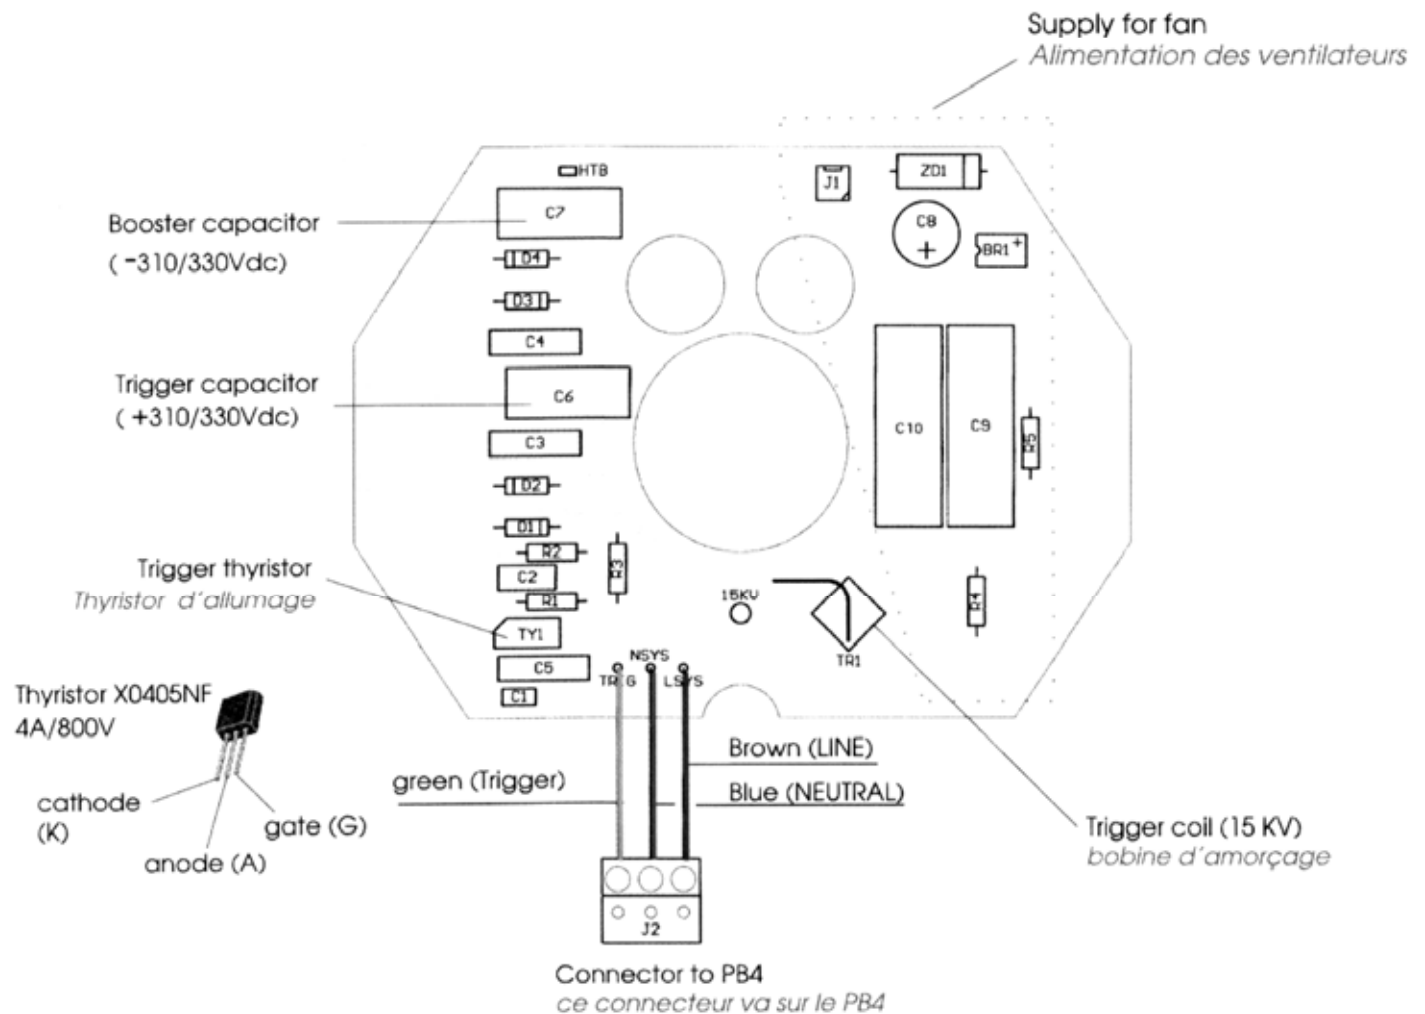 Supply for fan
Alimentation des ventilateurs
HTB
J1
ZD1
C7
C8
BR1
+
+
Booster capacitor
( -310/330Vdc)
D4
D3
C4
Trigger capacitor
( +310/330Vdc)
C6
C3
C10
C9
R5
D2
D1
R2
R3
C2
R1
Trigger thyristor
Thyristor d'allumage
15KV
R4
TY1
TR1
C5
NSYS
TRIG
LSYS
C1
Thyristor X0405NF
4A/800V
Brown (LINE)
green (Trigger)
Blue (NEUTRAL)
cathode
(K)
gate (G)
anode (A)
Trigger coil (15 KV)
bobine d'amorçage
J2
Connector to PB4
ce connecteur va sur le PB4